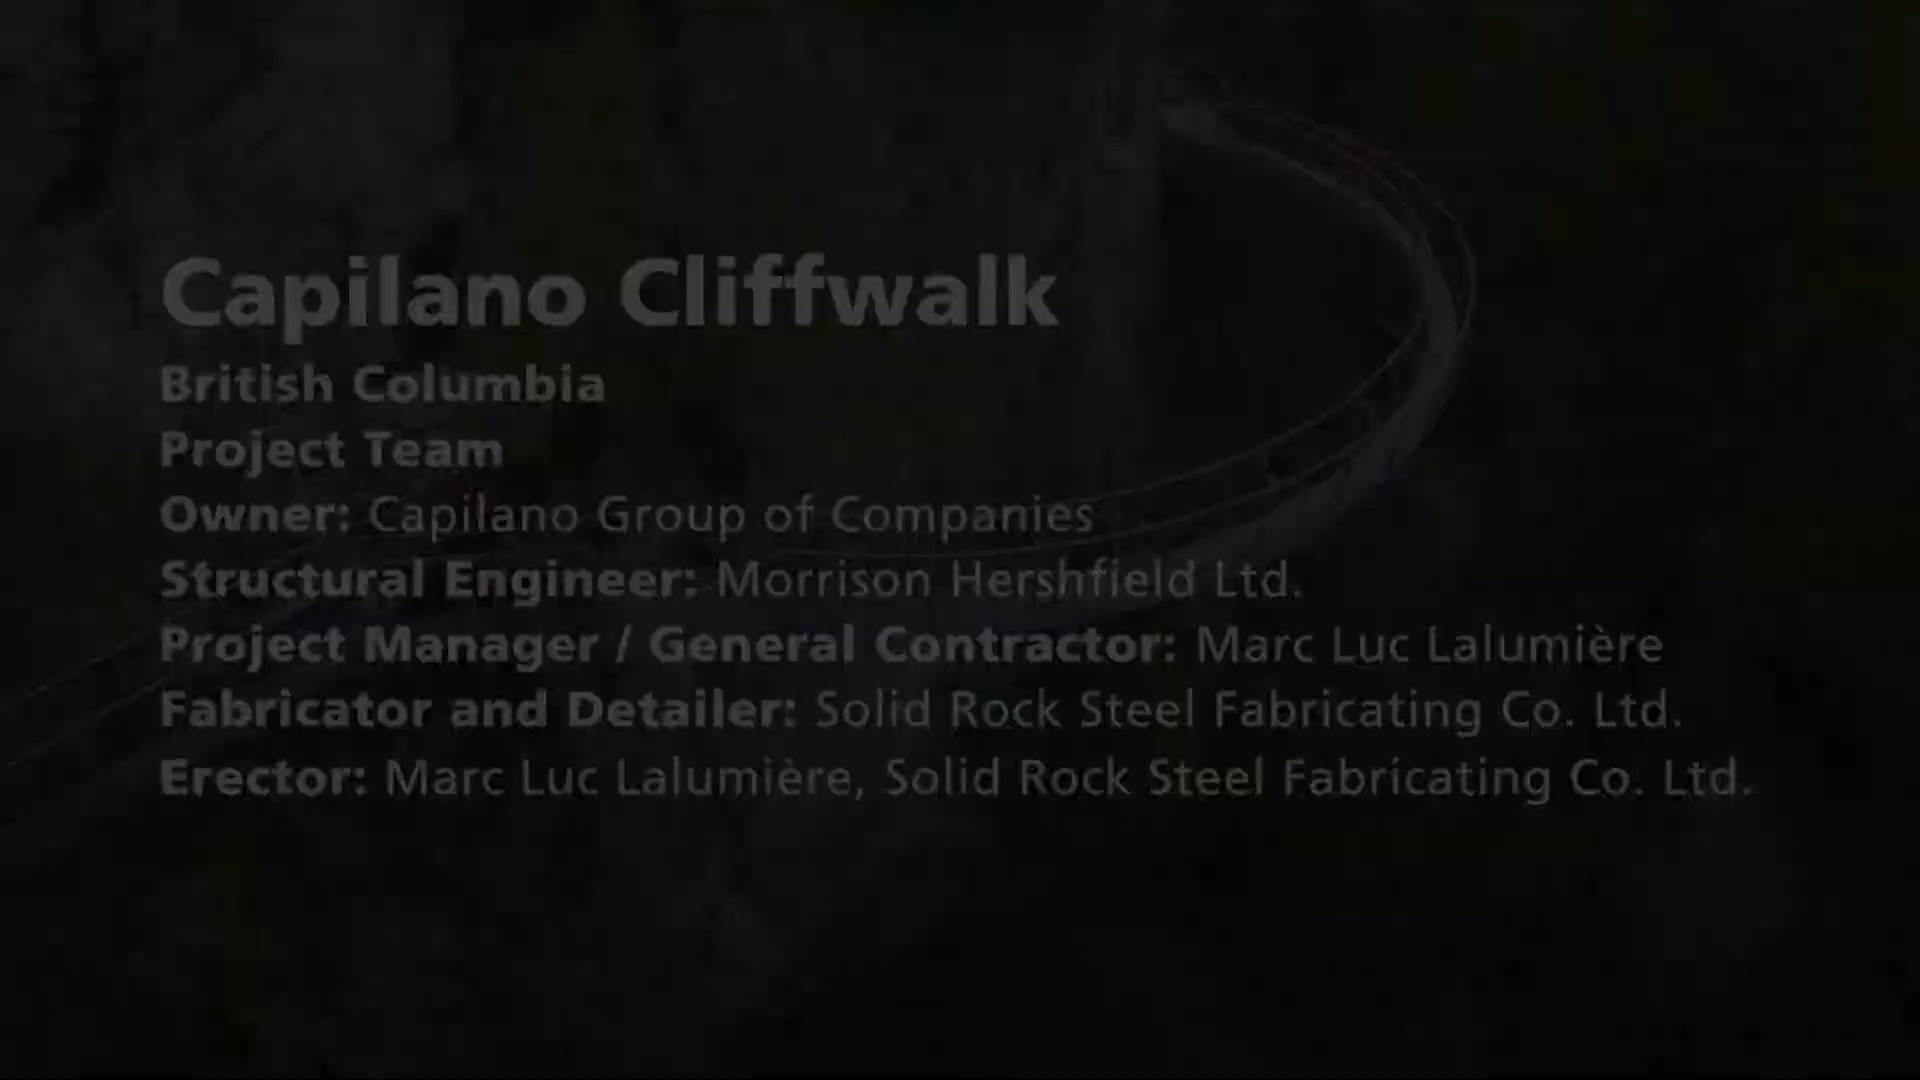 Capilano Cliffwalk
British Columbia
Project Team
Owner: Capilano Group of Companies
Structural Engineer: Morrison Hershfield Ltd.
Project Manager / General Contractor: Marc Luc Lalumière
Fabricator and Detailer: Solid Rock Steel Fabricating Co. Ltd.
Erector: Marc Luc Lalumière, Solid Rock Steel Fabricating Co. Ltd.